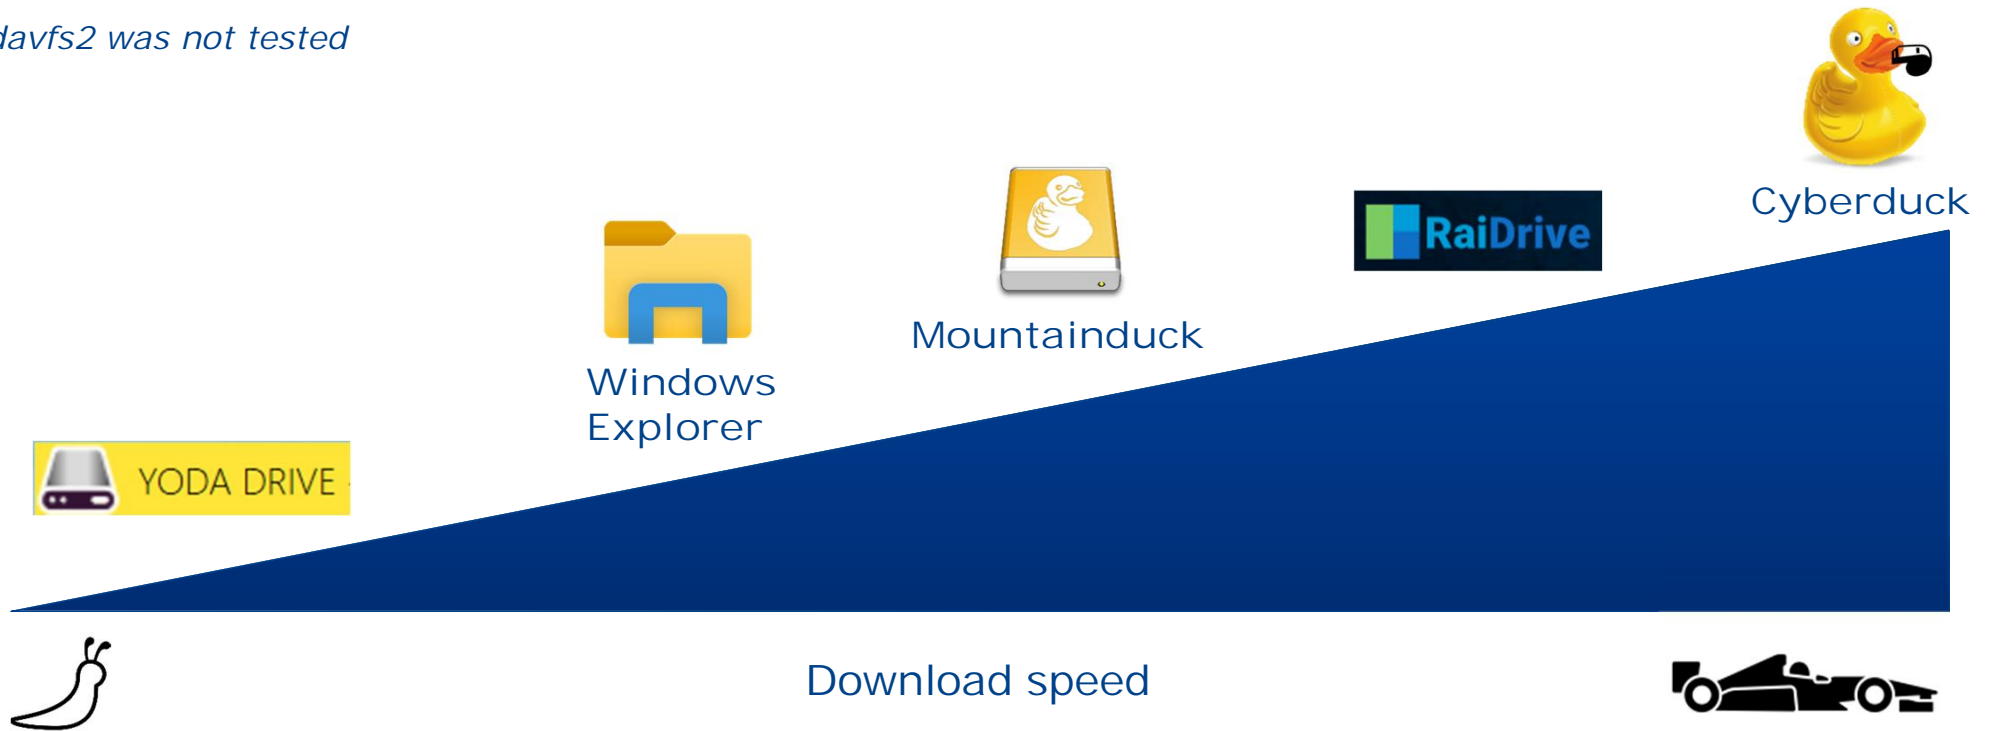 davfs2 was not tested
Cyberduck
RaiDrive
Mountainduck
Windows
Explorer
YODA DRIVE
Download speed